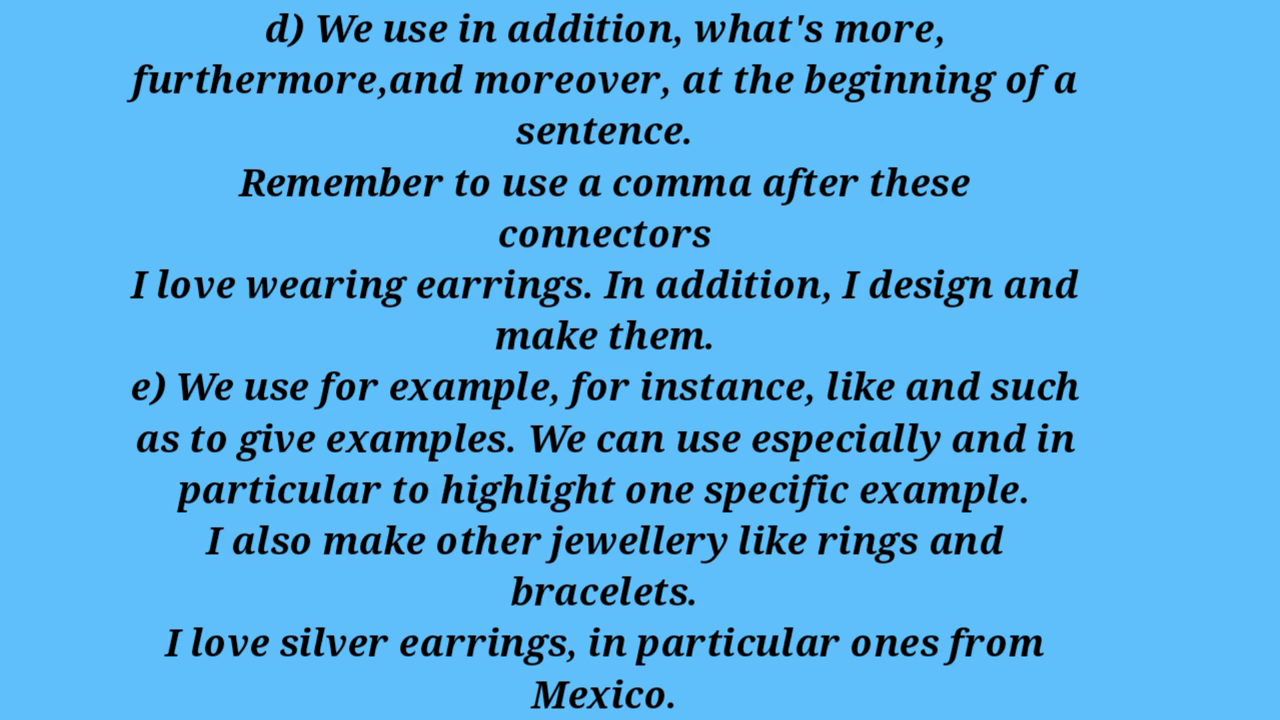 d) We use in addition, what's more,
furthermore,and moreover, at the beginning of a
sentence.
Remember to use a comma after these
connectors
I love wearing earrings. In addition, I design and
make them.
e) We use for example, for instance, like and such
as to give examples. We can use especially and in
particular to highlight one specific example.
I also make other jewellery like rings and
bracelets.
I love silver earrings, in particular ones from
Mexico.